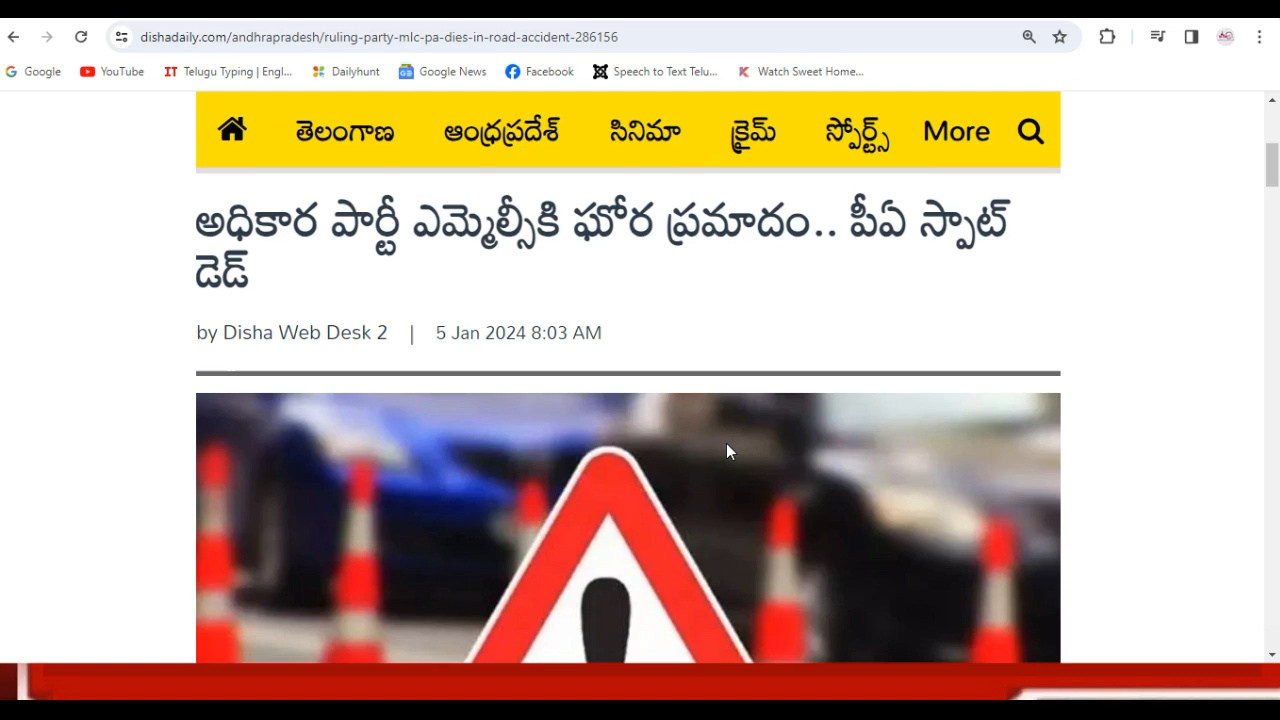 dishadaily.com/andhrapradesh/ruling-party-mlc-pa-dies-in-road-accident-286156
Google YouTube Telugu Typing | Engl... Dailyhunt Google News Facebook Speech to Text Telu... Watch Sweet Home...
తెలంగాణ ఆంధ్రప్రదేశ్ సినిమా క్రైమ్ స్పోర్ట్స్ More
అధికార పార్టీ ఎమ్మెల్సీకి ఘోర ప్రమాదం.. పీఏ స్పాట్
డెడ్
by Disha Web Desk 2 | 5 Jan 2024 8:03 AM